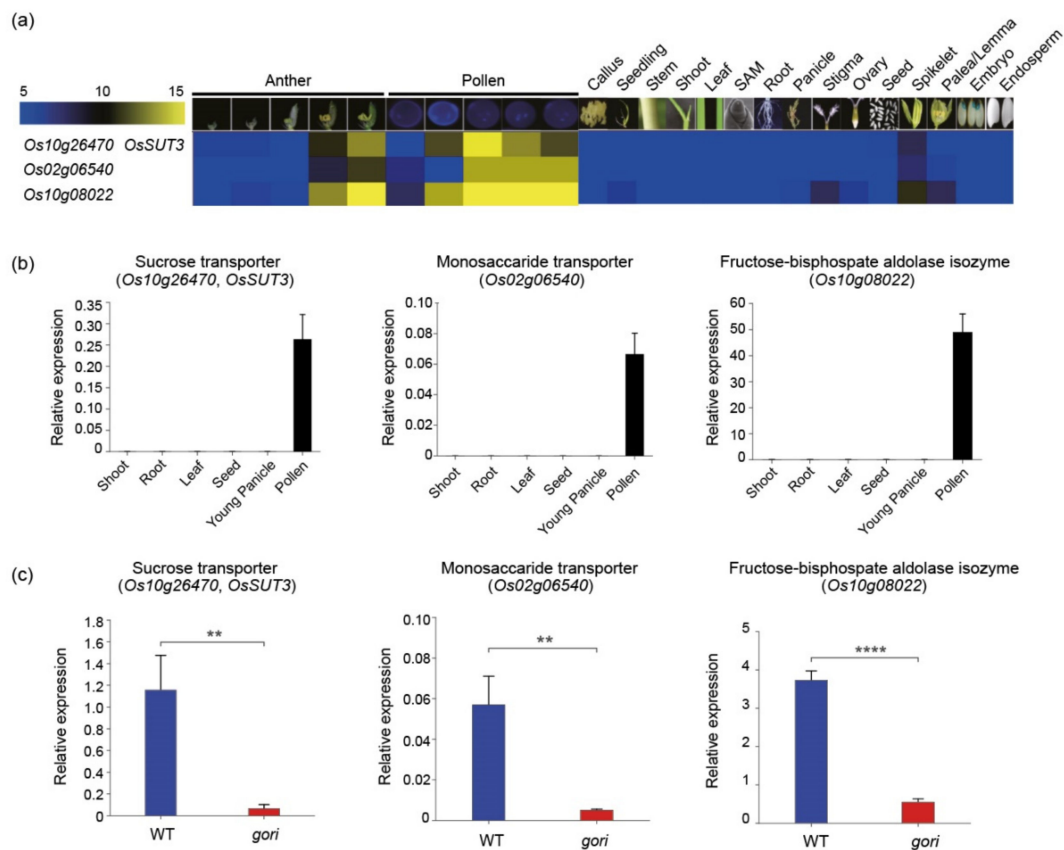 (a)
5 10 15
Anther
Pollen
Callus
Seedling
Stem
Shoot
Leaf
SAM
Root
Panicle
Stigma
Ovary
Seed
Spikelet
Palea/Lemma
Embryo
Endosperm
Os10g26470 OsSUT3
Os02g06540
Os10g08022
(b)
Sucrose transporter
(Os10g26470, OsSUT3)
Relative expression
0.35
0.30
0.25
0.20
0.15
0.10
0.05
0
Shoot
Root
Leaf
Seed
Young Panicle
Pollen
Monosaccaride transporter
(Os02g06540)
Relative expression
0.10
0.08
0.06
0.04
0.02
0
Shoot
Root
Leaf
Seed
Young Panicle
Pollen
Fructose-bisphospate aldolase isozyme
(Os10g08022)
Relative expression
60
50
40
30
20
10
0
Shoot
Root
Leaf
Seed
Young Panicle
Pollen
(c)
Sucrose transporter
(Os10g26470, OsSUT3)
Relative expression
1.8
1.6
1.4
1.2
1.0
0.8
0.6
0.4
0.2
0
**
WT
gori
Monosaccaride transporter
(Os02g06540)
Relative expression
0.10
0.08
0.06
0.04
0.02
0
**
WT
gori
Fructose-bisphospate aldolase isozyme
(Os10g08022)
Relative expression
5
4
3
2
1
0
****
WT
gori